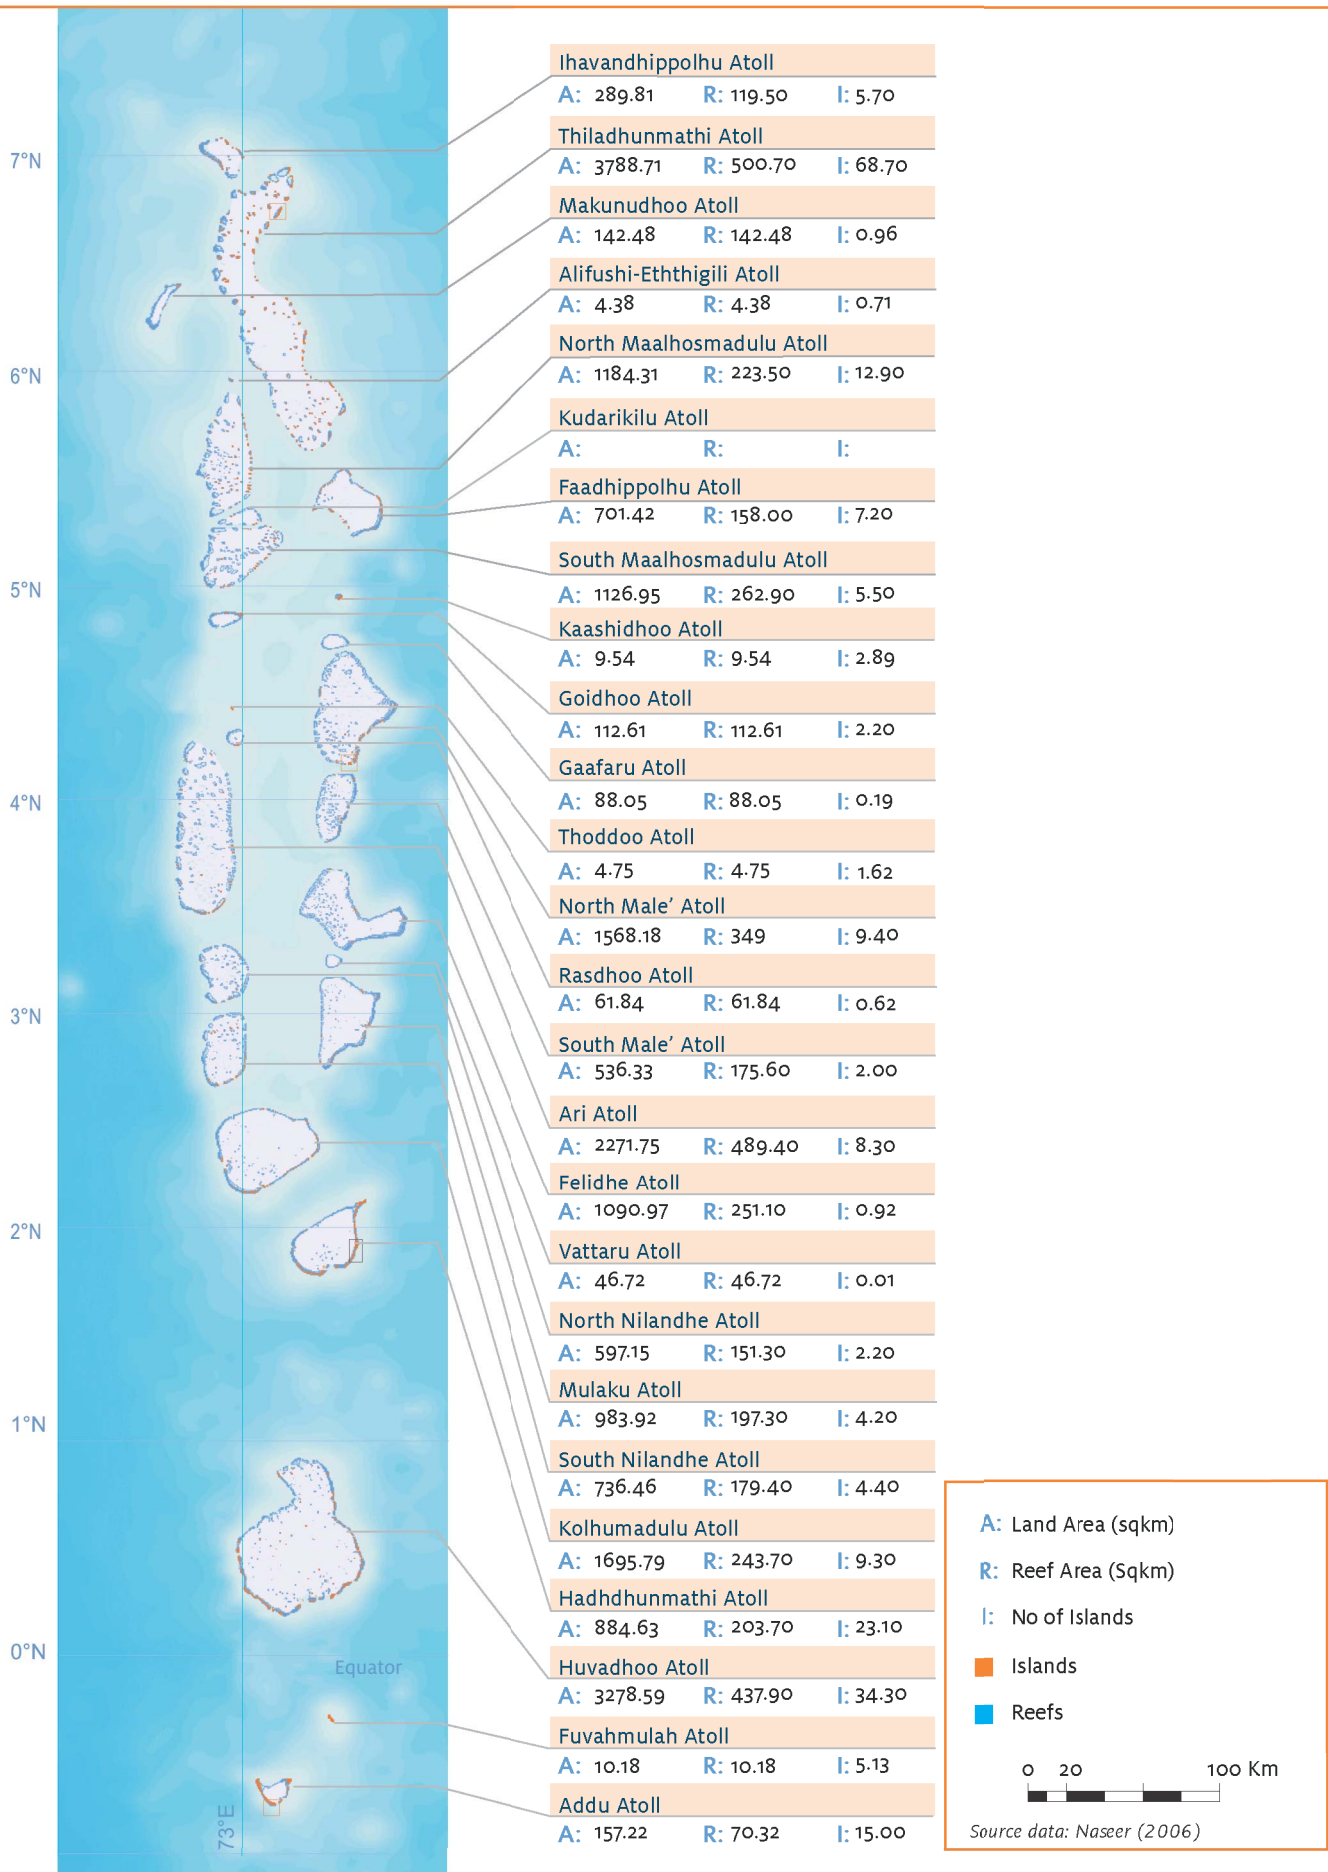 Ihavandhippolhu Atoll
A: 289.81 R: 119.50 I: 5.70
Thiladhunmathi Atoll
A: 3788.71 R: 500.70 I: 68.70
Makunudhoo Atoll
A: 142.48 R: 142.48 I: 0.96
Alifushi-Eththigili Atoll
A: 4.38 R: 4.38 I: 0.71
North Maalhosmadulu Atoll
A: 1184.31 R: 223.50 I: 12.90
Kudarikilu Atoll
A: R: I:
Faadhippolhu Atoll
A: 701.42 R: 158.00 I: 7.20
South Maalhosmadulu Atoll
A: 1126.95 R: 262.90 I: 5.50
Kaashidhoo Atoll
A: 9.54 R: 9.54 I: 2.89
Goidhoo Atoll
A: 112.61 R: 112.61 I: 2.20
Gaafaru Atoll
A: 88.05 R: 88.05 I: 0.19
Thoddoo Atoll
A: 4.75 R: 4.75 I: 1.62
North Male' Atoll
A: 1568.18 R: 349 I: 9.40
Rasdhoo Atoll
A: 61.84 R: 61.84 I: 0.62
South Male' Atoll
A: 536.33 R: 175.60 I: 2.00
Ari Atoll
A: 2271.75 R: 489.40 I: 8.30
Felidhe Atoll
A: 1090.97 R: 251.10 I: 0.92
Vattaru Atoll
A: 46.72 R: 46.72 I: 0.01
North Nilandhe Atoll
A: 597.15 R: 151.30 I: 2.20
Mulaku Atoll
A: 983.92 R: 197.30 I: 4.20
South Nilandhe Atoll
A: 736.46 R: 179.40 I: 4.40
Kolhumadulu Atoll
A: 1695.79 R: 243.70 I: 9.30
Hadhdhunmathi Atoll
A: 884.63 R: 203.70 I: 23.10
Huvadhoo Atoll
A: 3278.59 R: 437.90 I: 34.30
Fuvahmulah Atoll
A: 10.18 R: 10.18 I: 5.13
Addu Atoll
A: 157.22 R: 70.32 I: 15.00
7°N
6°N
5°N
4°N
3°N
2°N
1°N
0°N
Equator
73°E
A: Land Area (sqkm)
R: Reef Area (Sqkm)
I: No of Islands
Islands
Reefs
0 20 100 Km
Source data: Naseer (2006)